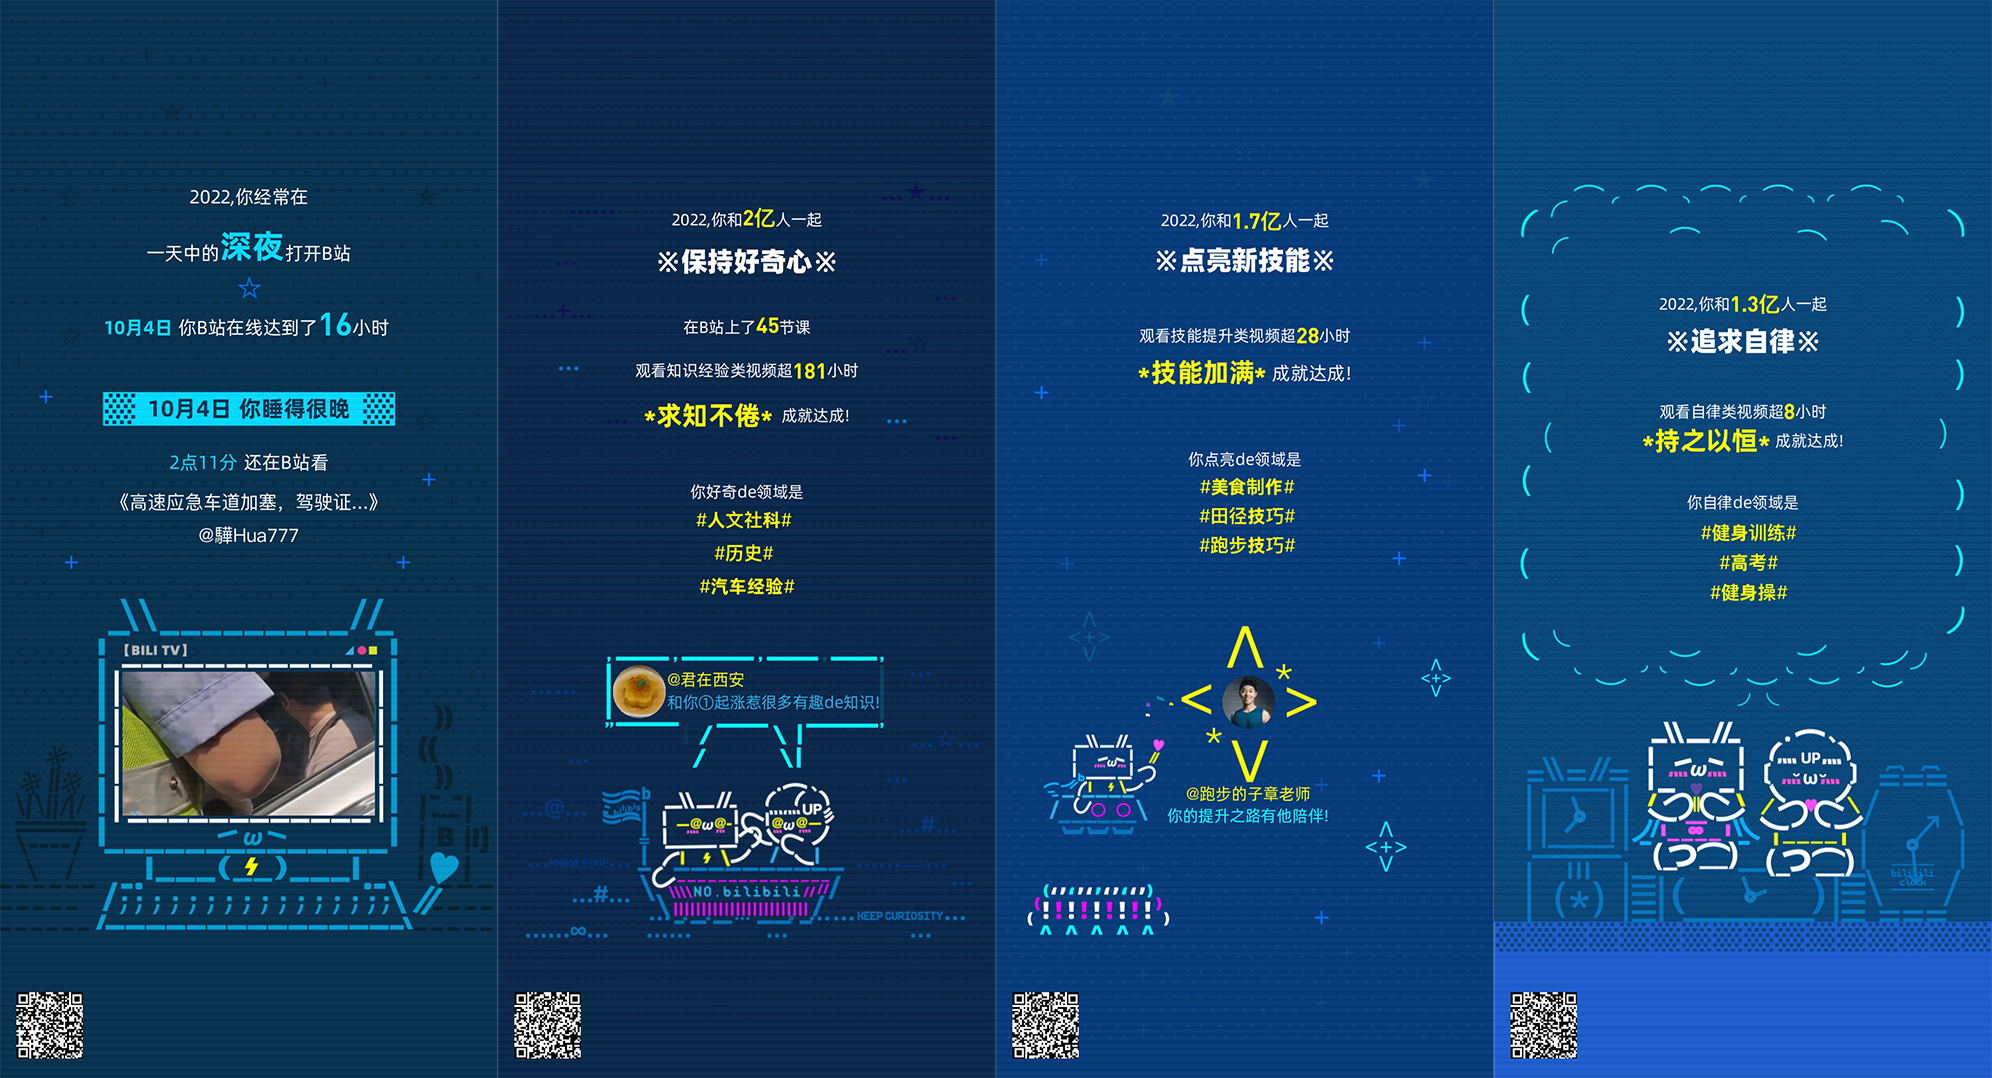 2022,你经常在
一天中的深夜打开B站
10月4日 你B站在线达到了16小时
10月4日 你睡得很晚
2点11分 还在B站看
《高速应急车道加塞，驾驶证...》
@驊Hua777
【BILI TV】
B
2022,你和2亿人一起
※保持好奇心※
在B站上了45节课
观看知识经验类视频超181小时
*求知不倦* 成就达成!
你好奇de领域是
#人文社科#
#历史#
#汽车经验#
@君在西安
和你①起涨惹很多有趣de知识!
bilibili
UP
KNOWLEDGE
NO.bilibili
KEEP CURIOSITY
2022,你和1.7亿人一起
※点亮新技能※
观看技能提升类视频超28小时
*技能加满* 成就达成!
你点亮de领域是
#美食制作#
#田径技巧#
#跑步技巧#
@跑步的子章老师
你的提升之路有他陪伴!
2022,你和1.3亿人一起
※追求自律※
观看自律类视频超8小时
*持之以恒* 成就达成!
你自律de领域是
#健身训练#
#高考#
#健身操#
UP
bilibili
clock